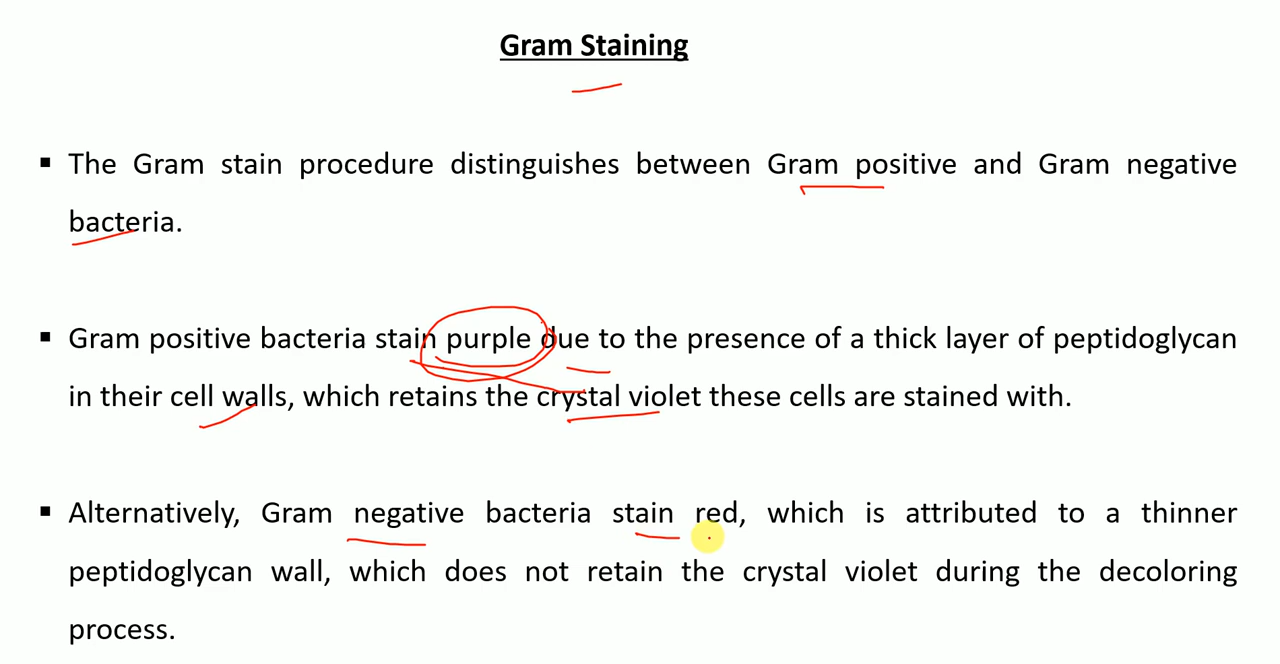 Gram Staining
▪ The Gram stain procedure distinguishes between Gram positive and Gram negative
bacteria.
▪ Gram positive bacteria stain purple due to the presence of a thick layer of peptidoglycan
in their cell walls, which retains the crystal violet these cells are stained with.
▪ Alternatively, Gram negative bacteria stain red, which is attributed to a thinner
peptidoglycan wall, which does not retain the crystal violet during the decoloring
process.